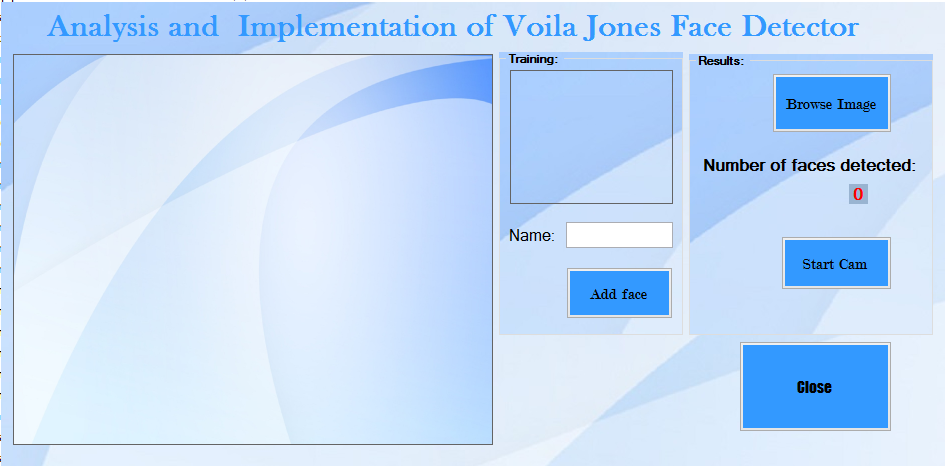 Analysis and Implementation of Voila Jones Face Detector
Training:
Name:
Add face
Results:
Browse Image
Number of faces detected:
0
Start Cam
Close